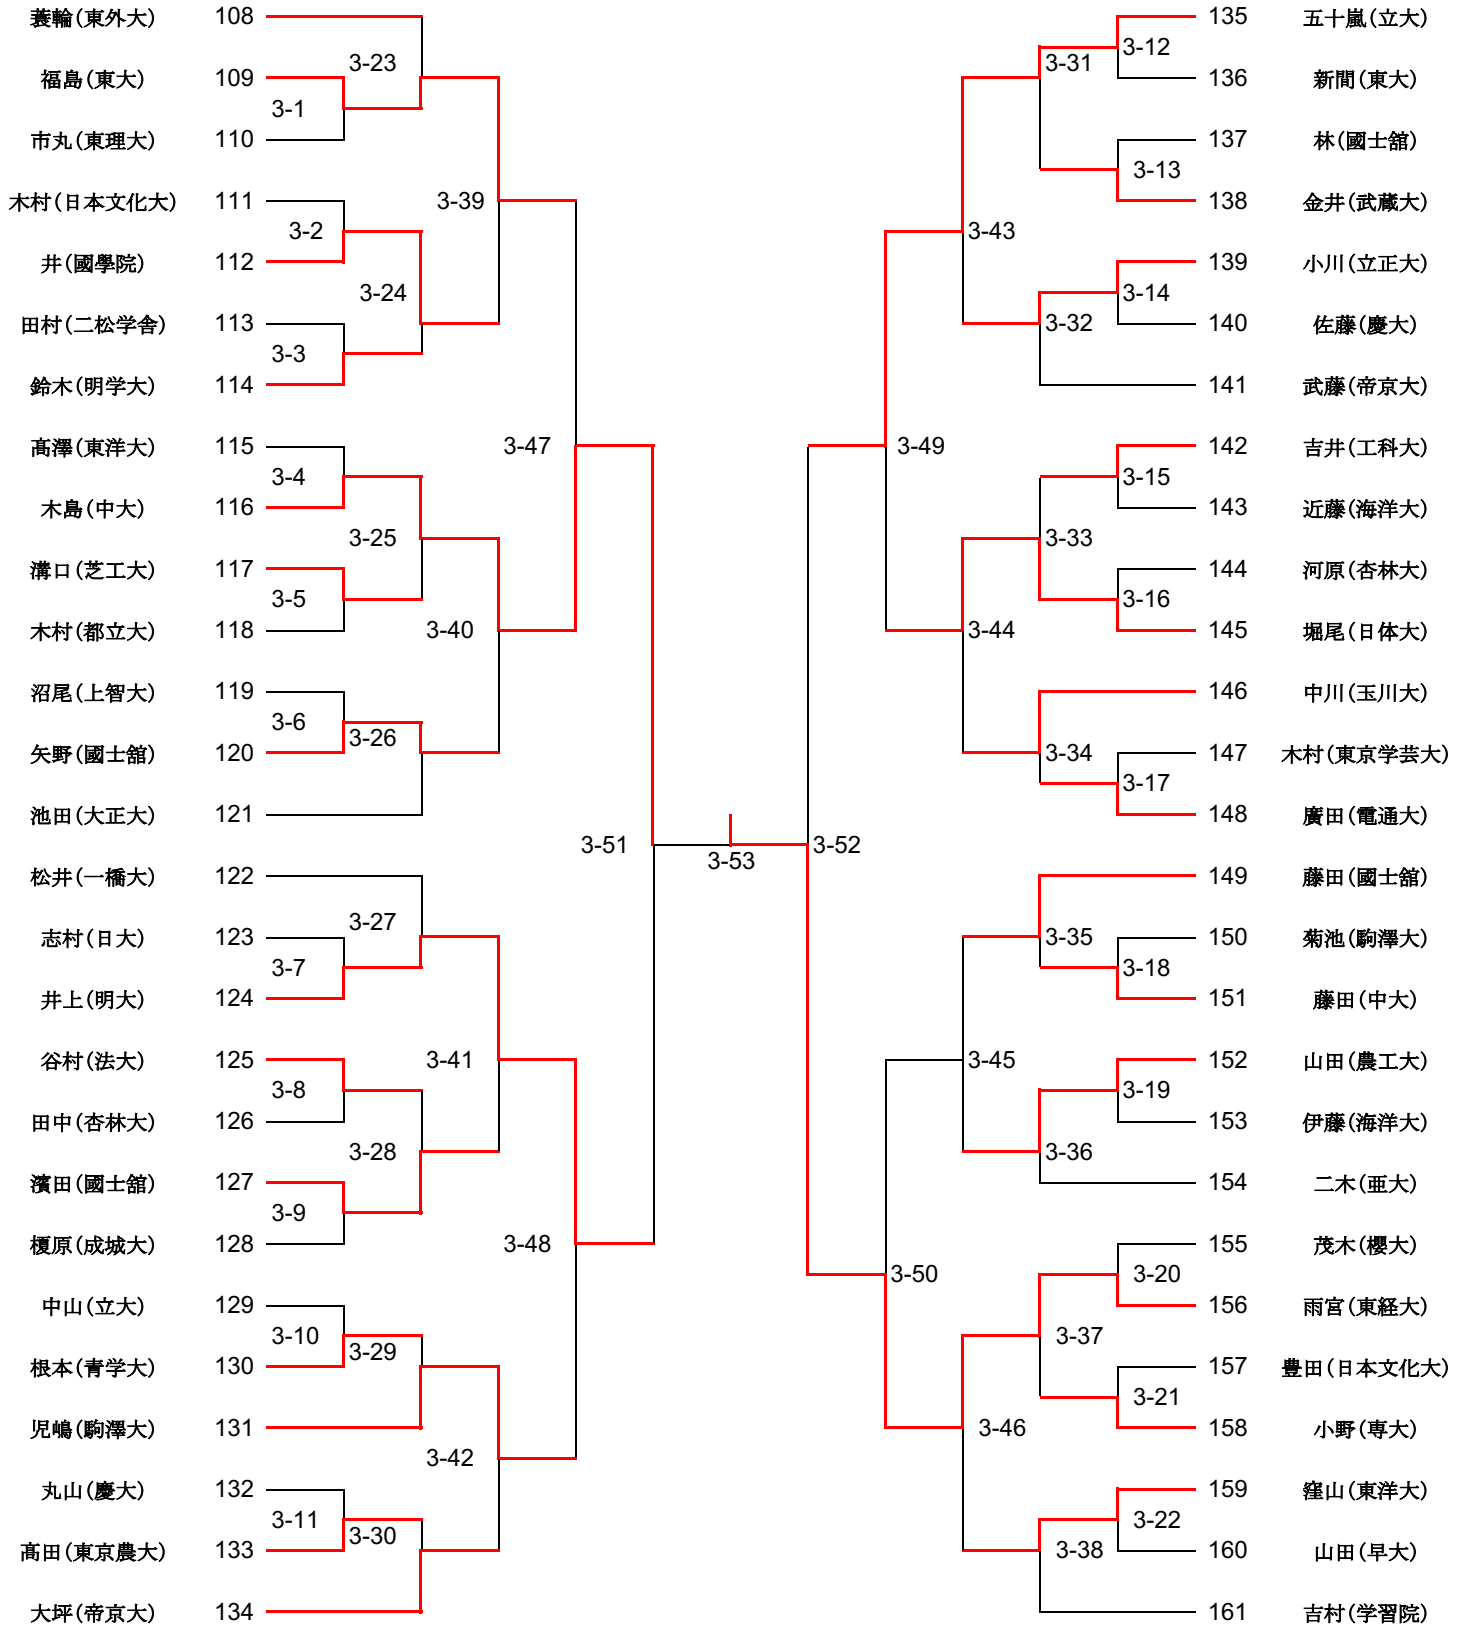 蓑輪(東外大) 108
福島(東大) 109
市丸(東理大) 110
木村(日本文化大) 111
井(國學院) 112
田村(二松学舎) 113
鈴木(明学大) 114
髙澤(東洋大) 115
木島(中大) 116
溝口(芝工大) 117
木村(都立大) 118
沼尾(上智大) 119
矢野(國士舘) 120
池田(大正大) 121
松井(一橋大) 122
志村(日大) 123
井上(明大) 124
谷村(法大) 125
田中(杏林大) 126
濱田(國士舘) 127
榎原(成城大) 128
中山(立大) 129
根本(青学大) 130
児嶋(駒澤大) 131
丸山(慶大) 132
髙田(東京農大) 133
大坪(帝京大) 134
3-1
3-2
3-3
3-4
3-5
3-6
3-7
3-8
3-9
3-10
3-11
3-23
3-24
3-25
3-26
3-27
3-28
3-29
3-30
3-39
3-40
3-41
3-42
3-47
3-48
3-51
3-53
3-52
3-49
3-50
3-43
3-44
3-45
3-46
3-31
3-32
3-33
3-34
3-35
3-36
3-37
3-38
3-12
3-13
3-14
3-15
3-16
3-17
3-18
3-19
3-20
3-21
3-22
135 五十嵐(立大)
136 新間(東大)
137 林(國士舘)
138 金井(武蔵大)
139 小川(立正大)
140 佐藤(慶大)
141 武藤(帝京大)
142 吉井(工科大)
143 近藤(海洋大)
144 河原(杏林大)
145 堀尾(日体大)
146 中川(玉川大)
147 木村(東京学芸大)
148 廣田(電通大)
149 藤田(國士舘)
150 菊池(駒澤大)
151 藤田(中大)
152 山田(農工大)
153 伊藤(海洋大)
154 二木(亜大)
155 茂木(櫻大)
156 雨宮(東経大)
157 豊田(日本文化大)
158 小野(専大)
159 窪山(東洋大)
160 山田(早大)
161 吉村(学習院)